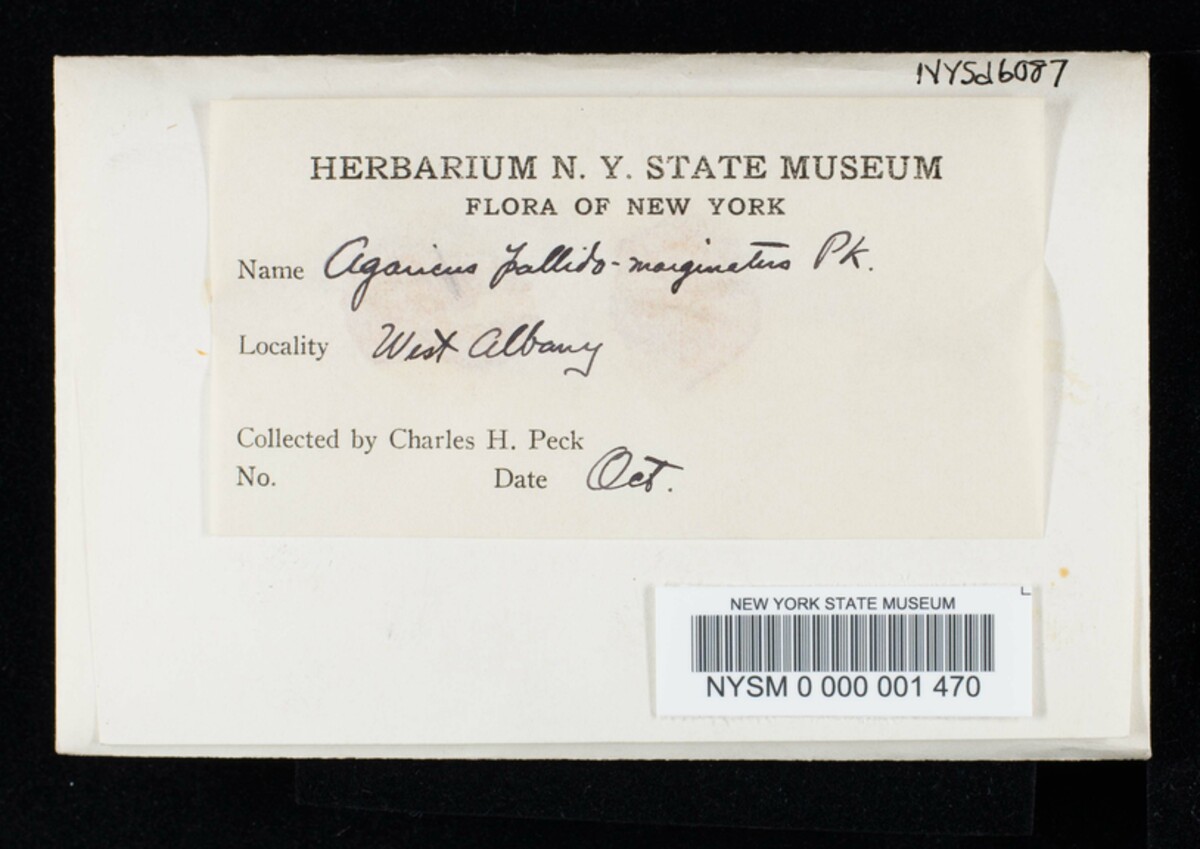 NYSd6087
HERBARIUM N. Y. STATE MUSEUM
FLORA OF NEW YORK
Name Agaricus pallido-marginatus Pk.
Locality West Albany
Collected by Charles H. Peck
No. Date Oct.
NEW YORK STATE MUSEUM
NYSM 0 000 001 470